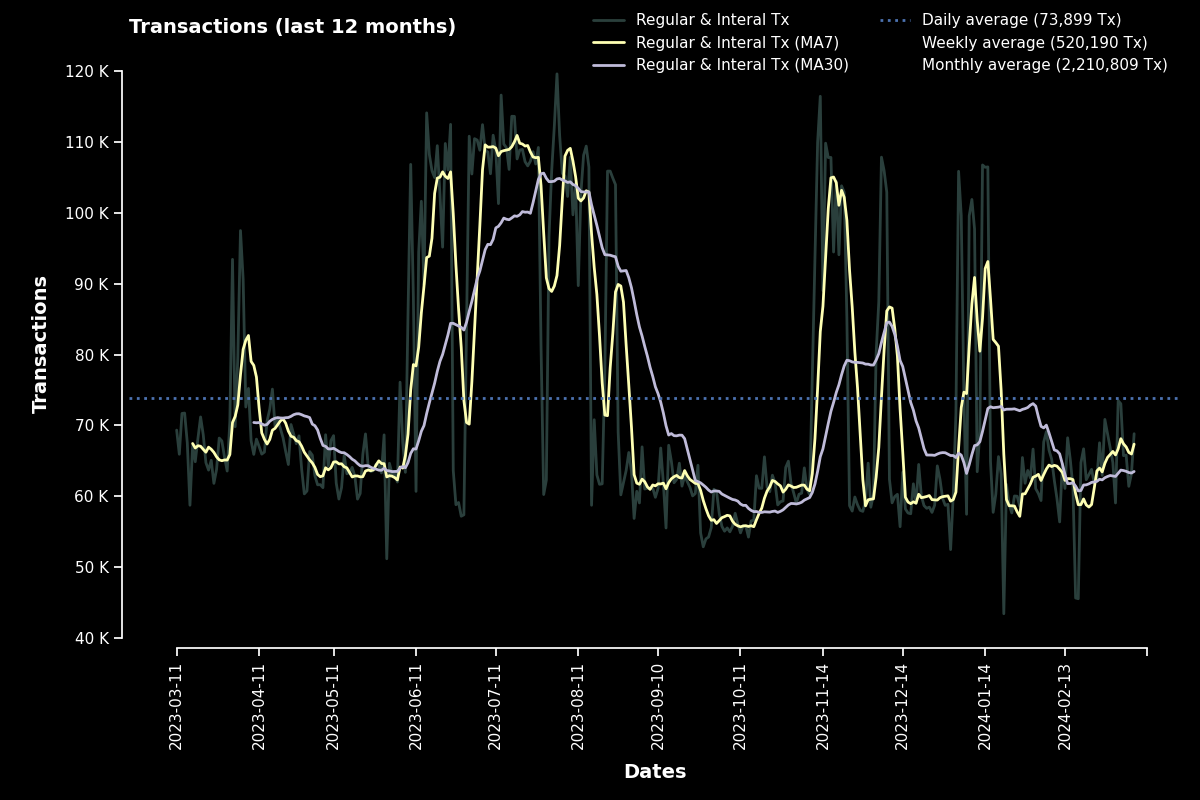 Transactions (last 12 months)
Regular & Interal Tx
Regular & Interal Tx (MA7)
Regular & Interal Tx (MA30)
Daily average (73,899 Tx)
Weekly average (520,190 Tx)
Monthly average (2,210,809 Tx)
120 K
110 K
100 K
90 K
80 K
70 K
60 K
50 K
40 K
Transactions
2023-03-11
2023-04-11
2023-05-11
2023-06-11
2023-07-11
2023-08-11
2023-09-10
2023-10-11
2023-11-14
2023-12-14
2024-01-14
2024-02-13
Dates